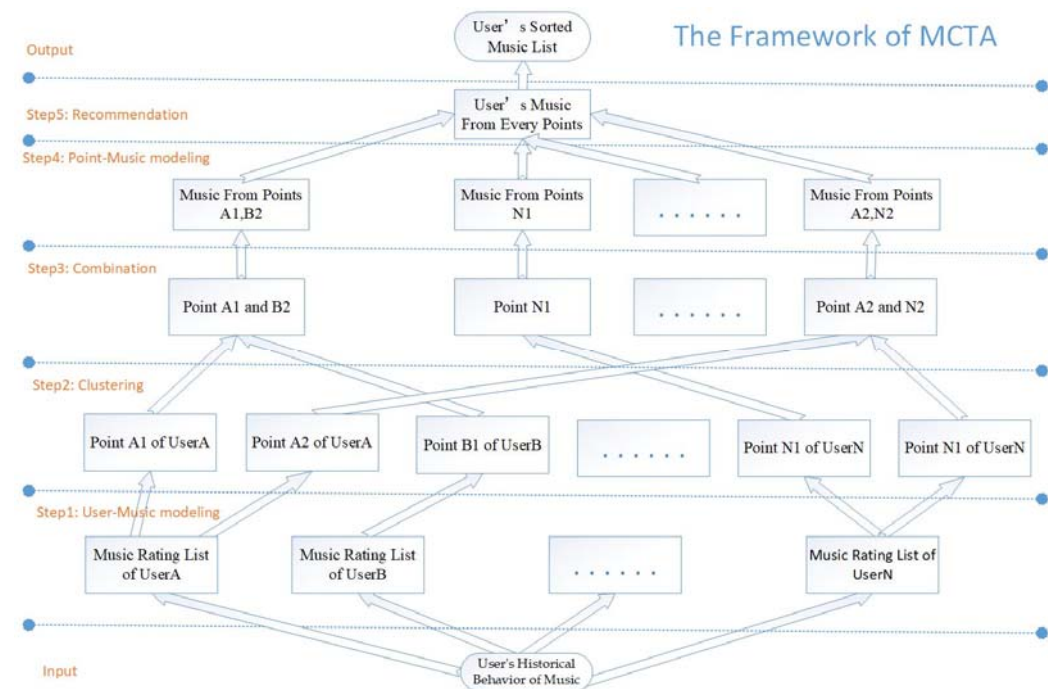 The Framework of MCTA
Output
User’s Sorted
Music List
Step5: Recommendation
User’s Music
From Every Points
Step4: Point-Music modeling
Music From Points
A1,B2
Music From Points
N1
......
Music From Points
A2,N2
Step3: Combination
Point A1 and B2
Point N1
......
Point A2 and N2
Step2: Clustering
Point A1 of UserA
Point A2 of UserA
Point B1 of UserB
......
Point N1 of UserN
Point N1 of UserN
Step1: User-Music modeling
Music Rating List
of UserA
Music Rating List
of UserB
......
Music Rating List of
UserN
Input
User's Historical
Behavior of Music